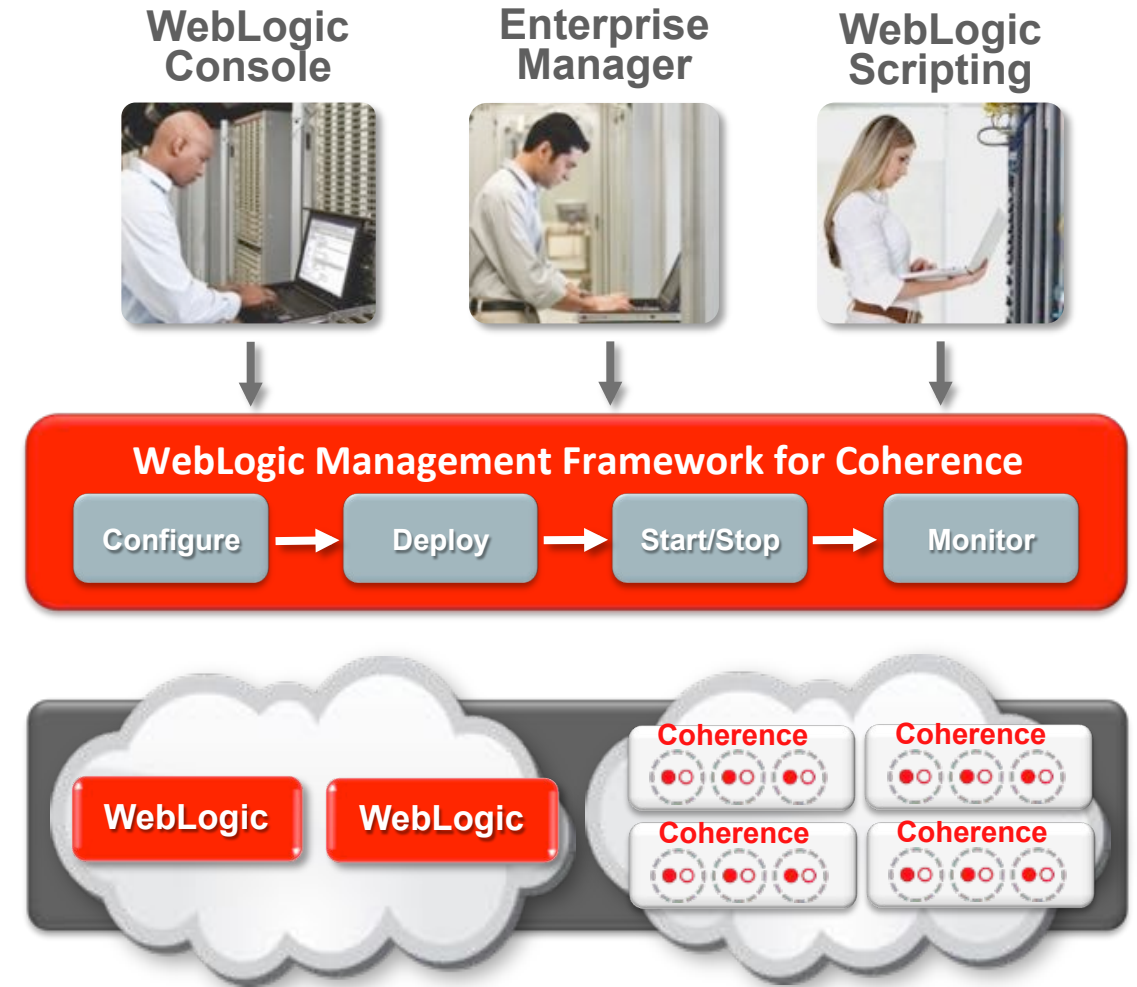 WebLogic
Console
Enterprise
Manager
WebLogic
Scripting
WebLogic Management Framework for Coherence
Configure
Deploy
Start/Stop
Monitor
WebLogic
WebLogic
Coherence
Coherence
Coherence
Coherence